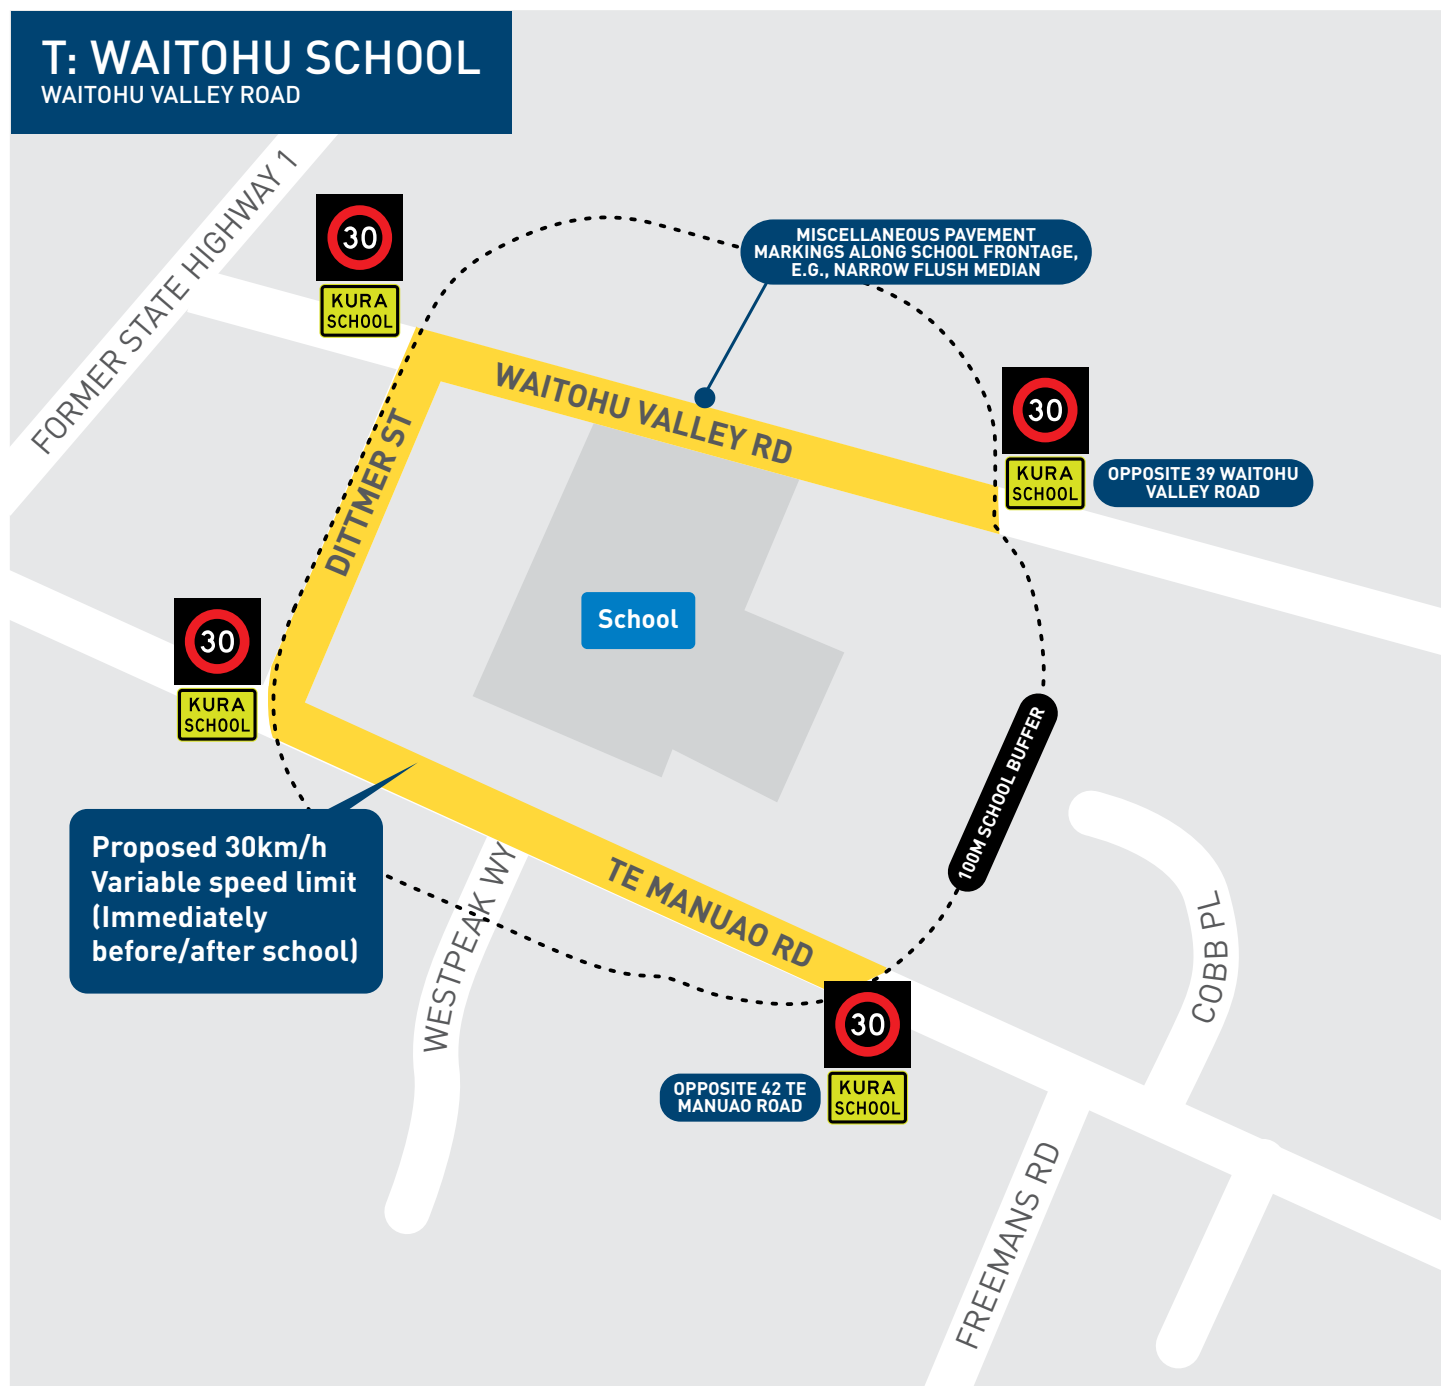 T: WAITOHU SCHOOL
WAITOHU VALLEY ROAD
FORMER STATE HIGHWAY 1
30
KURA
SCHOOL
MISCELLANEOUS PAVEMENT
MARKINGS ALONG SCHOOL FRONTAGE,
E.G., NARROW FLUSH MEDIAN
WAITOHU VALLEY RD
30
KURA
SCHOOL
OPPOSITE 39 WAITOHU
VALLEY ROAD
DITTMER ST
School
30
KURA
SCHOOL
100M SCHOOL BUFFER
Proposed 30km/h
Variable speed limit
(Immediately
before/after school)
WESTPEAK WY
TE MANUAO RD
COBB PL
30
KURA
SCHOOL
OPPOSITE 42 TE
MANUAO ROAD
FREEMANS RD